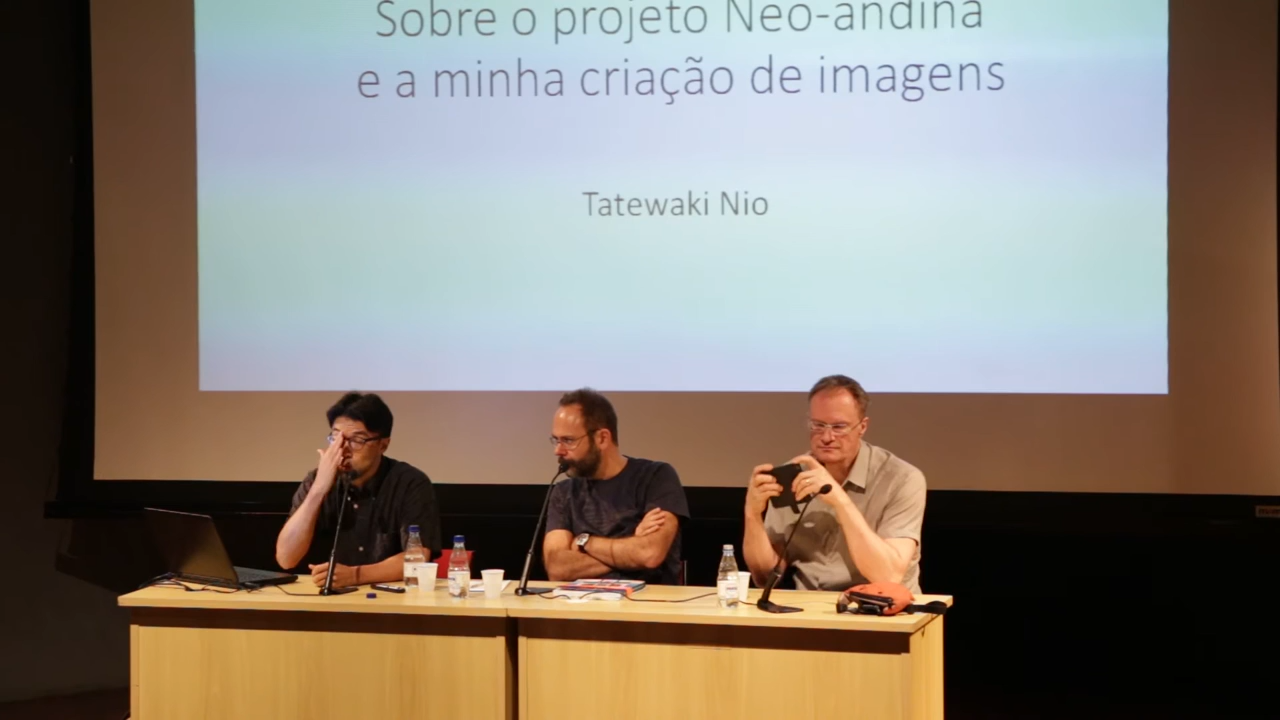 Sobre o projeto Neo-andina
e a minha criação de imagens
Tatewaki Nio